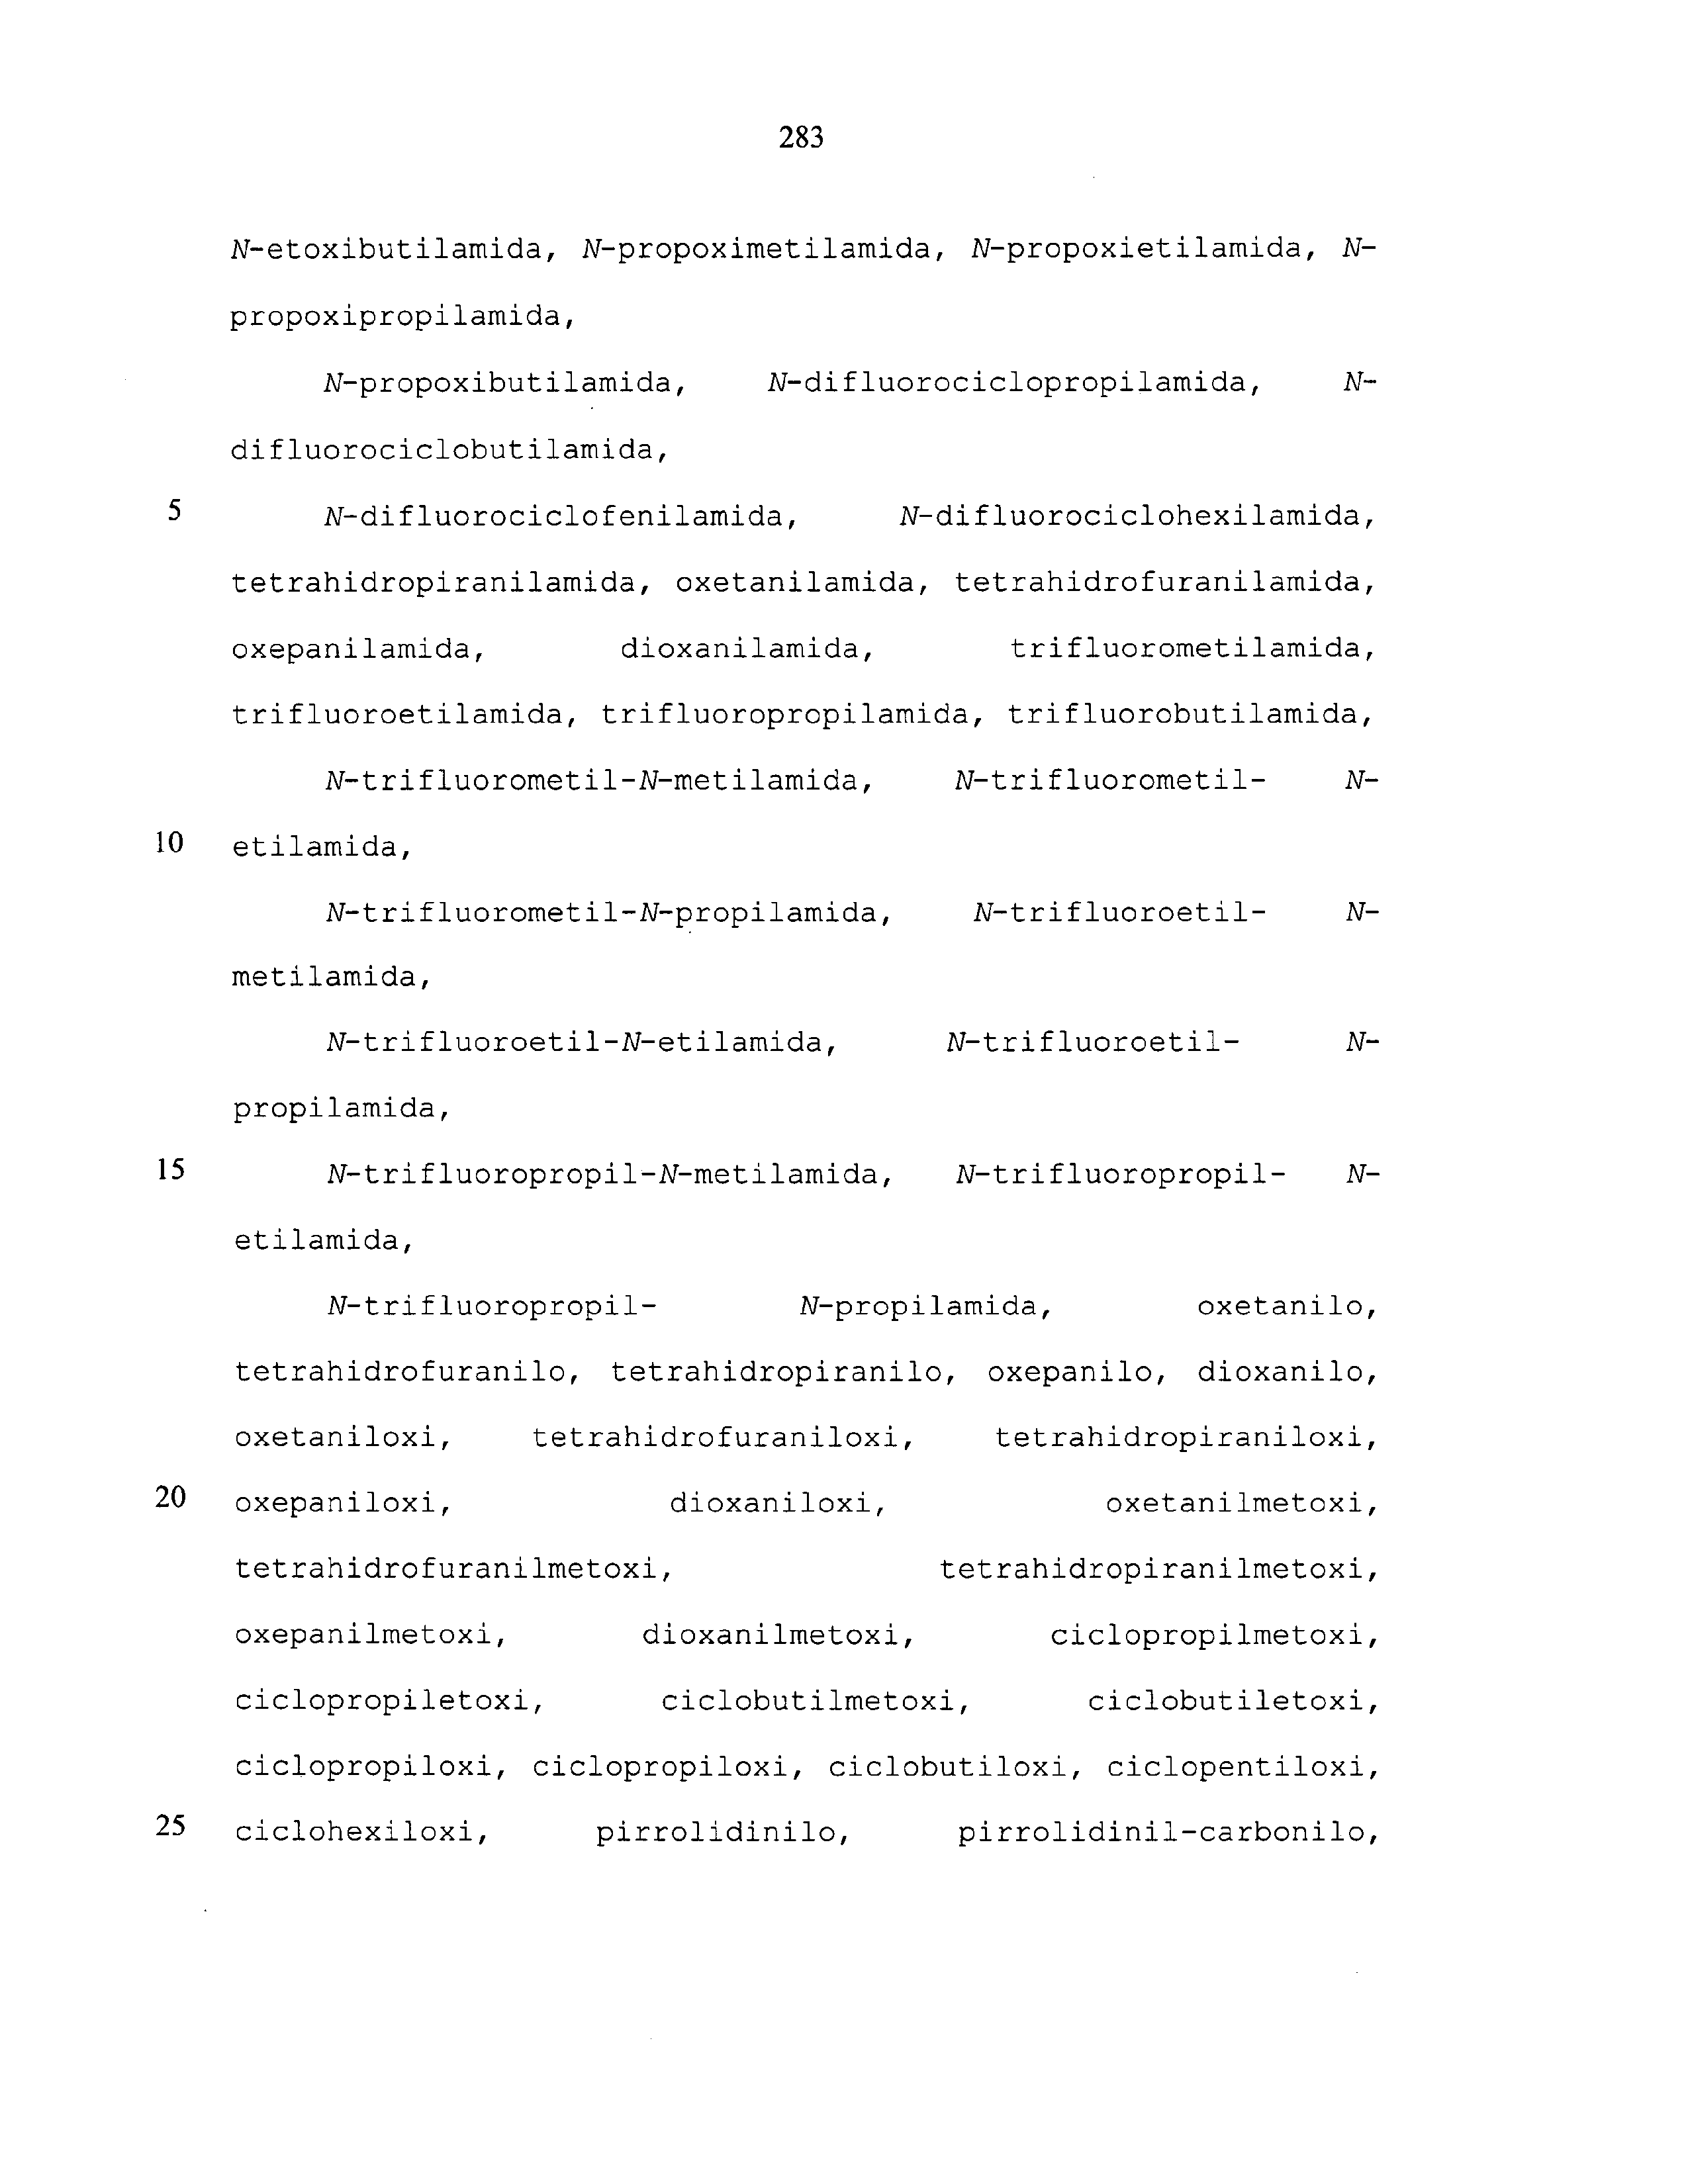 283
N-etoxibutilamida, N-propoximetilamida, N-propoxietilamida, N-
propoxipropilamida,
N-propoxibutilamida, N-difluorociclopropilamida, N-
difluorociclobutilamida,
5 N-difluorociclofenilamida, N-difluorociclohexilamida,
tetrahidropiranilamida, oxetanilamida, tetrahidrofuranilamida,
oxepanilamida, dioxanilamida, trifluorometilamida,
trifluoroetilamida, trifluoropropilamida, trifluorobutilamida,
N-trifluorometil-N-metilamida, N-trifluorometil- N-
10 etilamida,
N-trifluorometil-N-propilamida, N-trifluoroetil- N-
metilamida,
N-trifluoroetil-N-etilamida, N-trifluoroetil- N-
propilamida,
15 N-trifluoropropil-N-metilamida, N-trifluoropropil- N-
etilamida,
N-trifluoropropil- N-propilamida, oxetanilo,
tetrahidrofuranilo, tetrahidropiranilo, oxepanilo, dioxanilo,
oxetaniloxi, tetrahidrofuraniloxi, tetrahidropiraniloxi,
20 oxepaniloxi, dioxaniloxi, oxetanilmetoxi,
tetrahidrofuranilmetoxi, tetrahidropiranilmetoxi,
oxepanilmetoxi, dioxanilmetoxi, ciclopropilmetoxi,
ciclopropiletoxi, ciclobutilmetoxi, ciclobutiletoxi,
ciclopropiloxi, ciclopropiloxi, ciclobutiloxi, ciclopentiloxi,
25 ciclohexiloxi, pirrolidinilo, pirrolidinil-carbonilo,